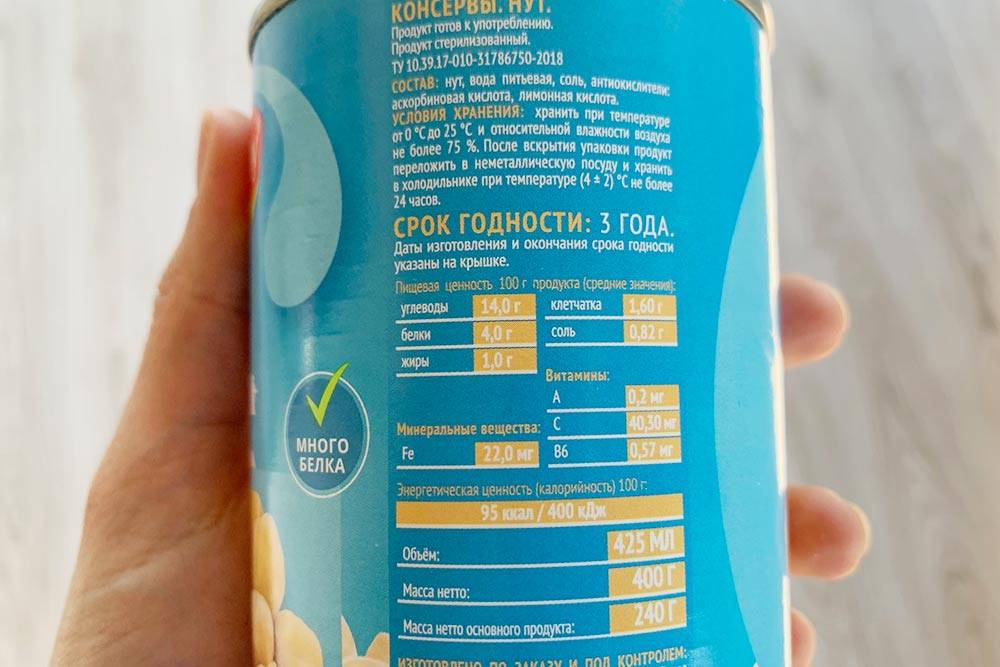 КОНСЕРВЫ. НУТ.
Продукт готов к употреблению.
Продукт стерилизованный.
ТУ 10.39.17-010-31786750-2018
СОСТАВ: нут, вода питьевая, соль, антиокислители:
аскорбиновая кислота, лимонная кислота.
УСЛОВИЯ ХРАНЕНИЯ: хранить при температуре
от 0 °С до 25 °С и относительной влажности воздуха
не более 75 %. После вскрытия упаковки продукт
переложить в неметаллическую посуду и хранить
в холодильнике при температуре (4 ± 2) °С не более
24 часов.
СРОК ГОДНОСТИ: 3 ГОДА.
Даты изготовления и окончания срока годности
указаны на крышке.
Пищевая ценность 100 г продукта (средние значения):
углеводы 14,0 г клетчатка 1,60 г
белки 4,0 г соль 0,82 г
жиры 1,0 г
Витамины:
А 0,2 мг
Минеральные вещества: С 40,30 мг
Fe 22,0 мг В6 0,57 мг
МНОГО
БЕЛКА
Энергетическая ценность (калорийность) 100 г:
95 ккал / 400 кДж
Объём: 425 МЛ
Масса нетто: 400 Г
Масса нетто основного продукта: 240 Г
ИЗГОТОВЛЕНО ПО ЗАКАЗУ И ПОД КОНТРОЛЕМ: